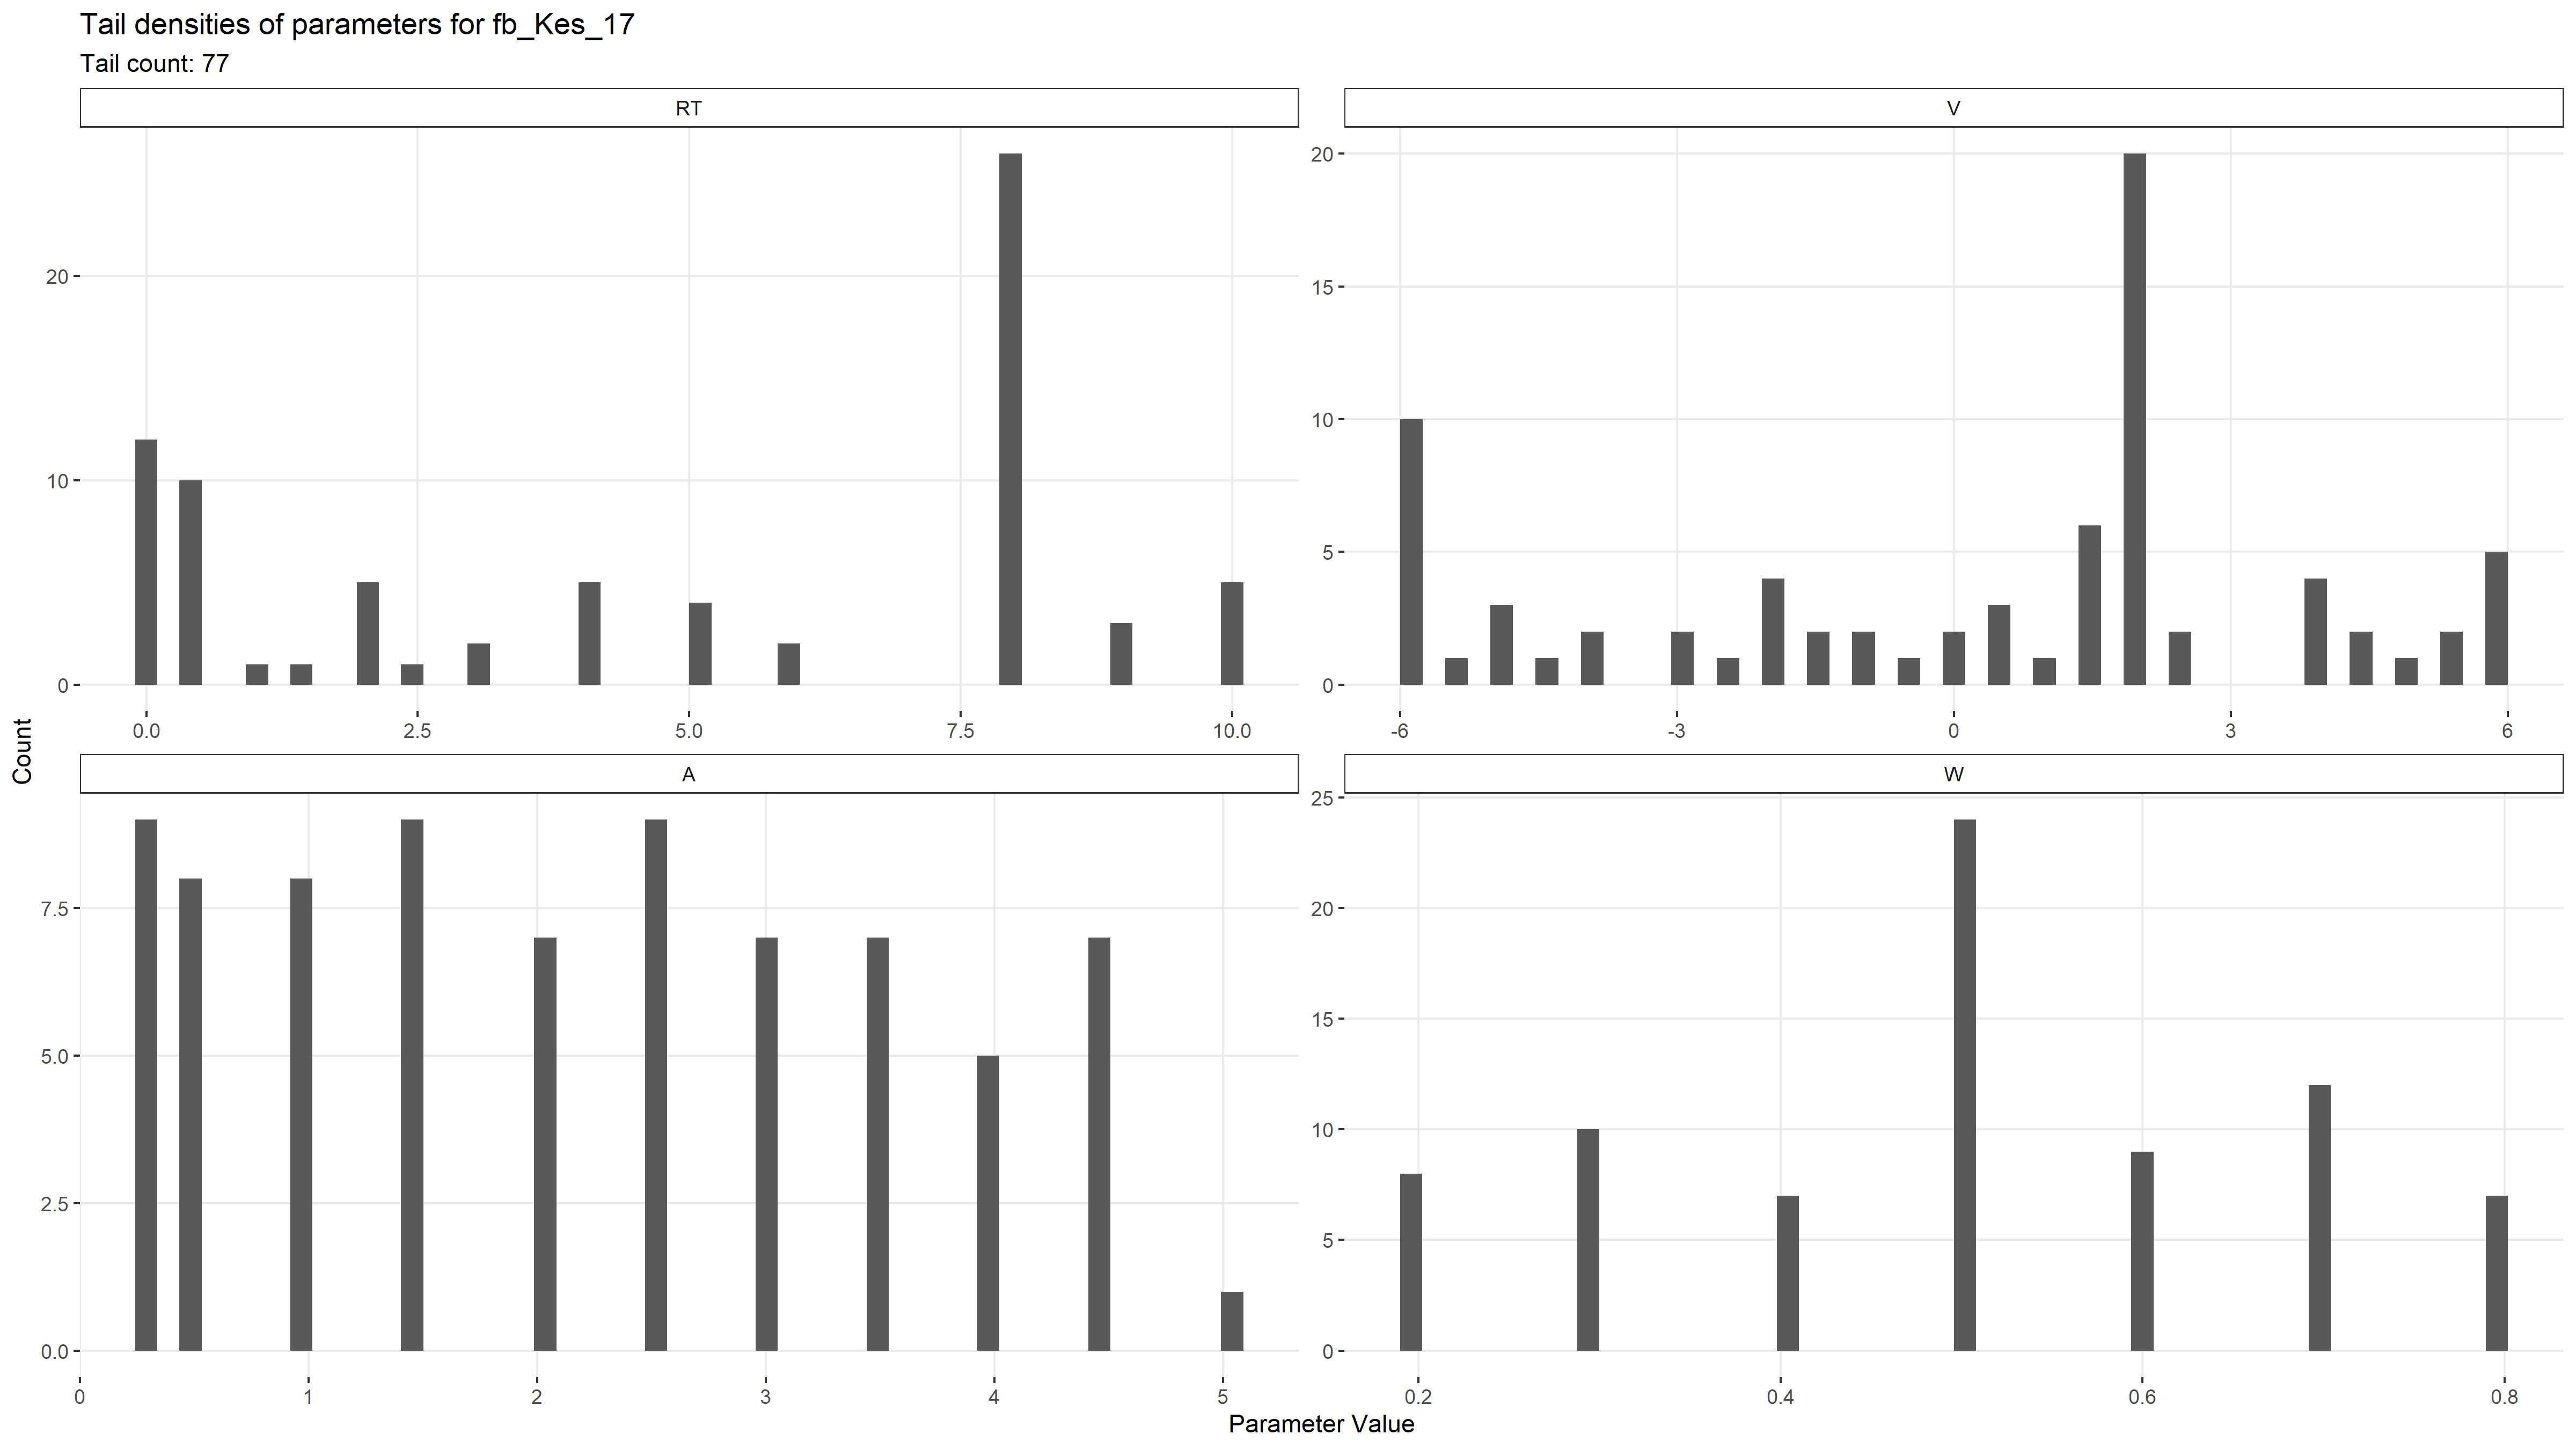 Tail densities of parameters for fb_Kes_17
Tail count: 77
RT
V
20
10
0
0.0 2.5 5.0 7.5 10.0
20
15
10
5
0
-6 -3 0 3 6
Count
A
W
7.5
5.0
2.5
0.0
0 1 2 3 4 5
25
20
15
10
5
0
0.2 0.4 0.6 0.8
Parameter Value